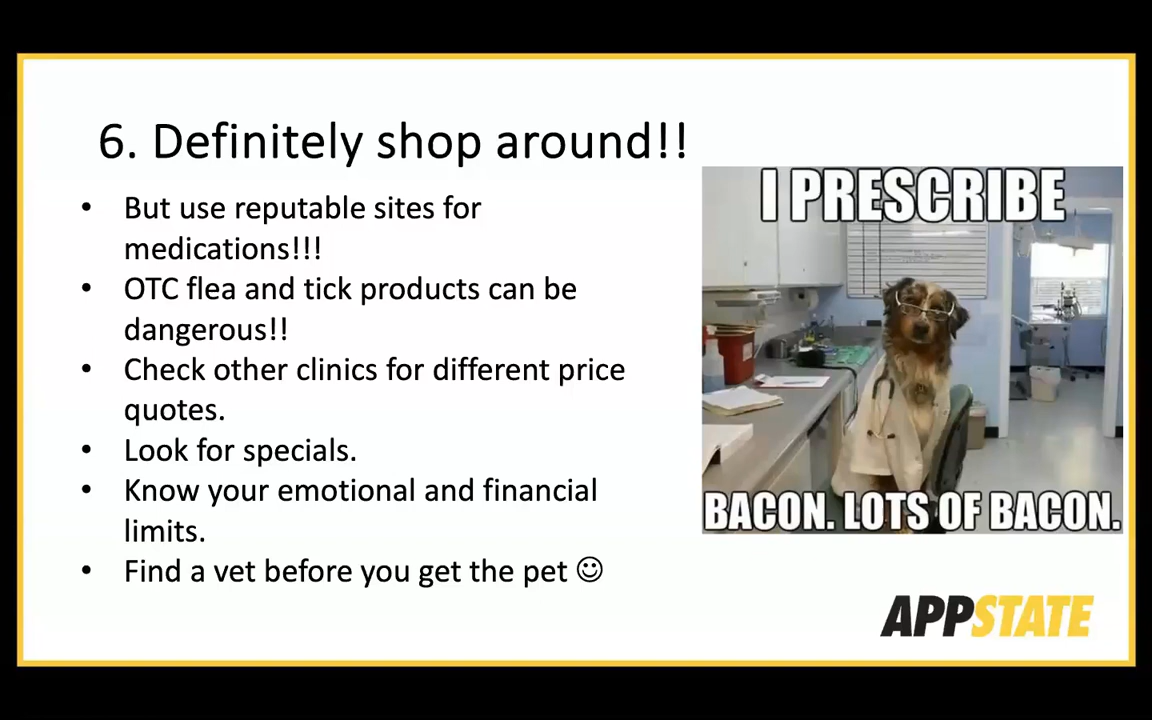 6. Definitely shop around!!
• But use reputable sites for
medications!!!
• OTC flea and tick products can be
dangerous!!
• Check other clinics for different price
quotes.
• Look for specials.
• Know your emotional and financial
limits.
• Find a vet before you get the pet ☺
I PRESCRIBE
BACON. LOTS OF BACON.
APPSTATE